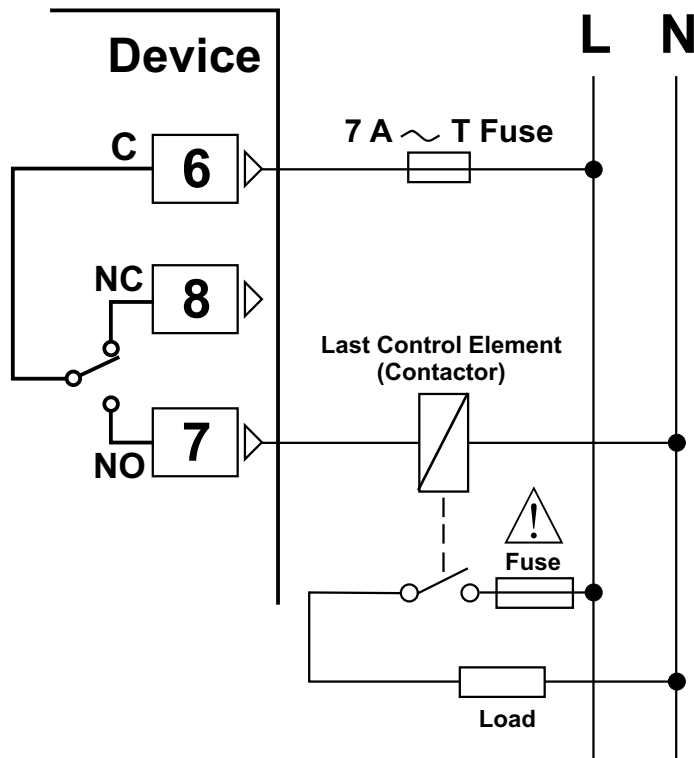 L N
Device
7 A ~ T Fuse
C
6
NC
8
Last Control Element
(Contactor)
7
NO
Fuse
Load